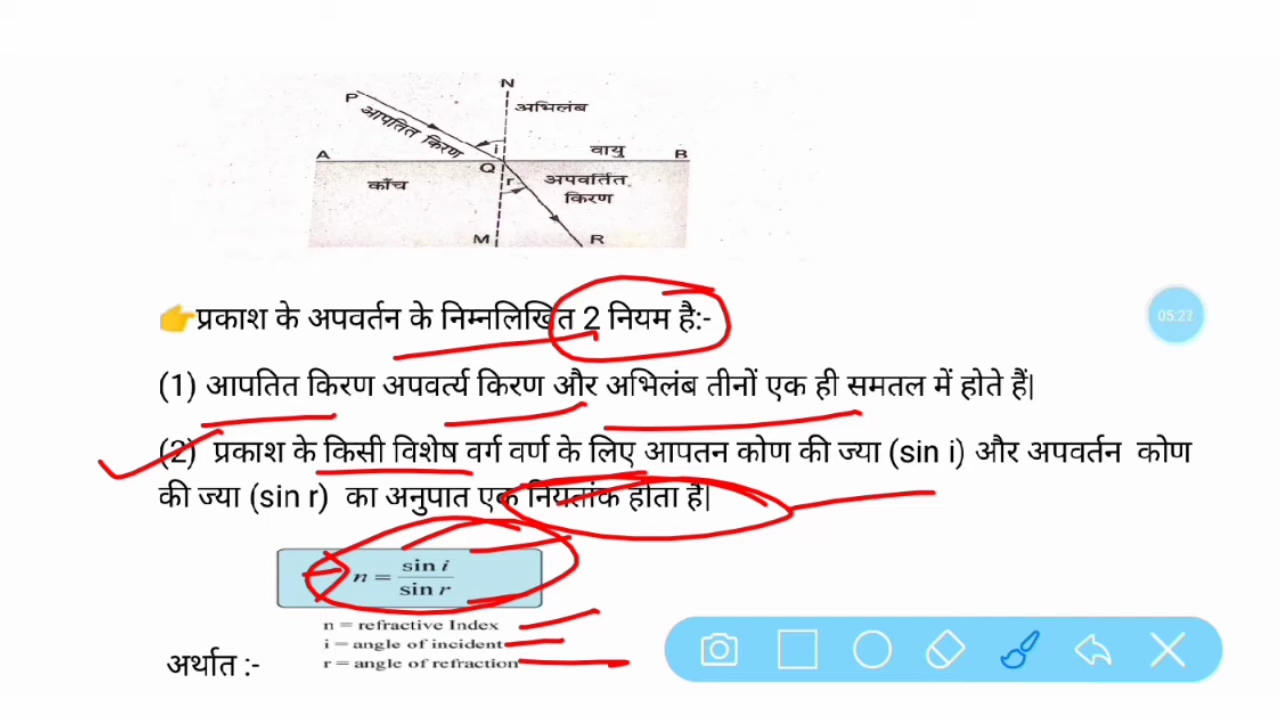 N
P
अभिलंब
आपतित किरण
i
वायु
A
B
Q
काँच
r
अपवर्तित
किरण
M
R
👉प्रकाश के अपवर्तन के निम्नलिखित 2 नियम है:-
(1) आपतित किरण अपवर्त्य किरण और अभिलंब तीनों एक ही समतल में होते हैं|
(2) प्रकाश के किसी विशेष वर्ग वर्ण के लिए आपतन कोण की ज्या (sin i) और अपवर्तन कोण
की ज्या (sin r) का अनुपात एक नियतांक होता है|
n = sin i / sin r
n = refractive Index
i = angle of incident
r = angle of refraction
अर्थात :-
05:27